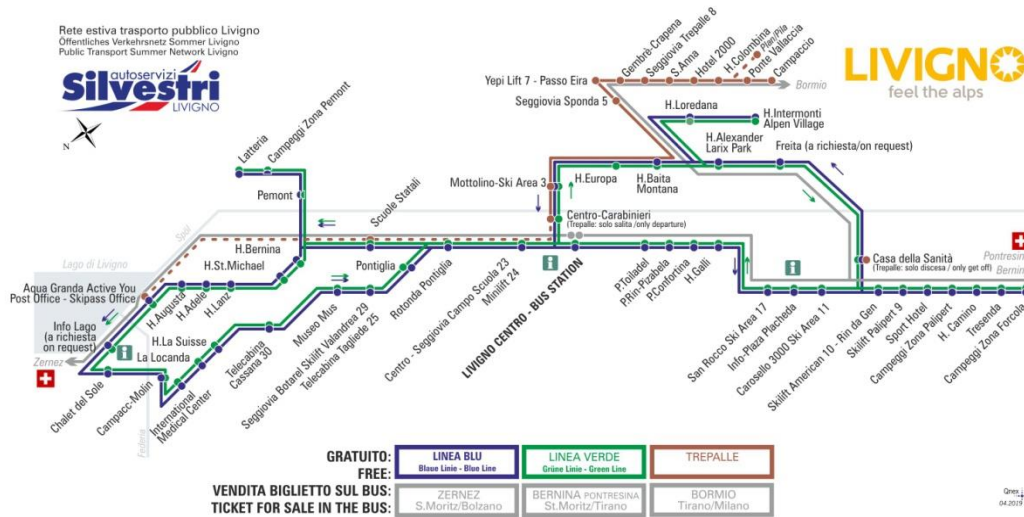 Rete estiva trasporto pubblico Livigno
Öffentliches Verkehrsnetz Sommer Livigno
Public Transport Summer Network Livigno
autoservizi
Silvestri
LIVIGNO
N
LIVIGNO
feel the alps
Gembrè-Crapena
Seggiovia Trepalle 8
S.Anna
Hotel 2000
H.Colombina
Plan/Pila
Ponte Vallaccia
Campaccio
Yepi Lift 7 - Passo Eira
Bormio
Seggiovia Sponda 5
H.Loredana
H.Intermonti
Alpen Village
H.Alexander
Larix Park
Freita (a richiesta/on request)
Latteria
Campeggi Zona Pemont
Pemont
Scuole Statali
Mottolino-Ski Area 3
H.Europa
H.Baita
Montana
Centro-Carabinieri
(Trepalle: solo salita /only departure)
Spöl
Lago di Livigno
H.Bernina
H.St.Michael
Pontiglia
Aqua Granda Active You
Post Office - Skipass Office
H.Augusta
H.Adele
H.Lanz
Info Lago
(a richiesta
on request)
Zernez
Chalet del Sole
H.La Suisse
La Locanda
Campacc-Molin
Federia
International
Medical Center
Telecabina
Cassana 30
Museo Mus
Seggiovia Botarel Skilift Valandrea 29
Telecabina Tagliede 25
Rotonda Pontiglia
Centro - Seggiovia Campo Scuola 23
Minilift 24
LIVIGNO CENTRO - BUS STATION
P.Toiladel
P.Rin-Pizabela
P.Confortina
H.Galli
Casa della Sanità
(Trepalle: solo discesa / only get off)
Pontresina
Bernina
San Rocco Ski Area 17
Info-Plaza Placheda
Carosello 3000 Ski Area 11
Skilift American 10 - Rin da Gen
Skilift Palipert 9
Sport Hotel
Campeggi Zona Palipert
H. Camino
Tresenda
Campeggi Zona Forcola
GRATUITO:
FREE:
LINEA BLU
Blaue Linie - Blue Line
LINEA VERDE
Grüne Linie - Green Line
TREPALLE
VENDITA BIGLIETTO SUL BUS:
TICKET FOR SALE IN THE BUS:
ZERNEZ
S.Moritz/Bolzano
BERNINA PONTRESINA
St.Moritz/Tirano
BORMIO
Tirano/Milano
Qnex
04.2019